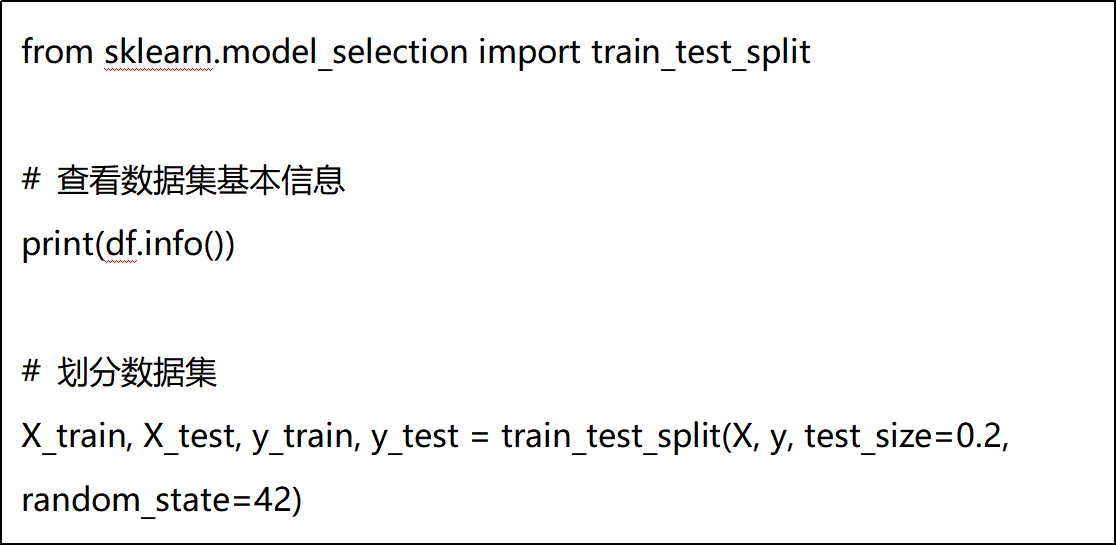 from sklearn.model_selection import train_test_split
# 查看数据集基本信息
print(df.info())
# 划分数据集
X_train, X_test, y_train, y_test = train_test_split(X, y, test_size=0.2,
random_state=42)